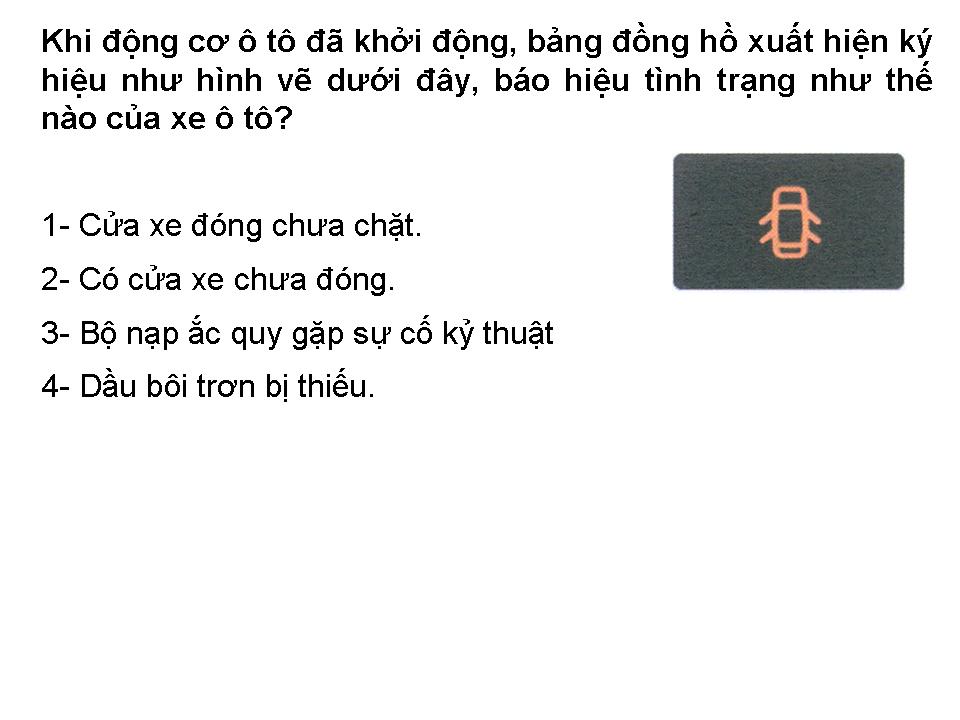 Khi động cơ ô tô đã khởi động, bảng đồng hồ xuất hiện ký
hiệu như hình vẽ dưới đây, báo hiệu tình trạng như thế
nào của xe ô tô?
1- Cửa xe đóng chưa chặt.
2- Có cửa xe chưa đóng.
3- Bộ nạp ắc quy gặp sự cố kỷ thuật
4- Dầu bôi trơn bị thiếu.